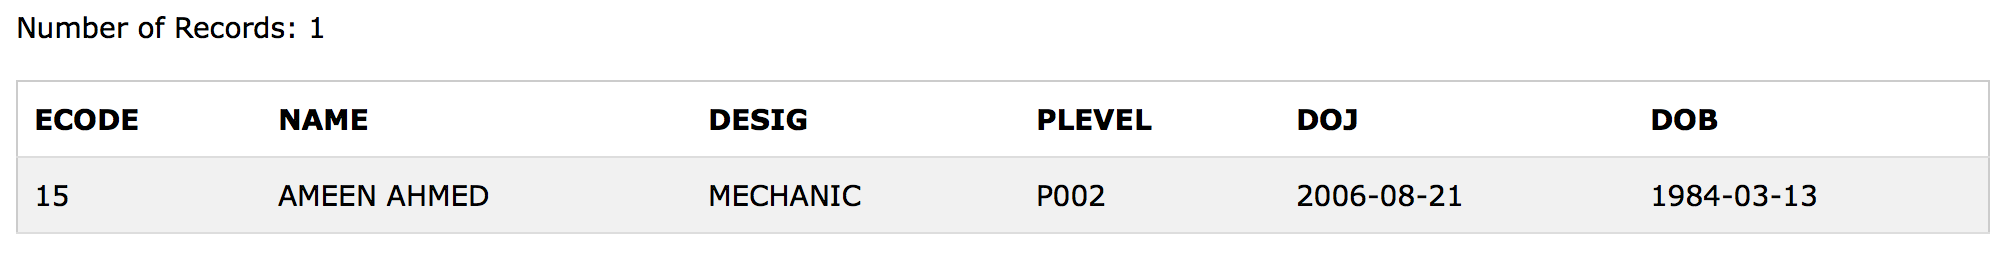 Number of Records: 1
ECODE NAME DESIG PLEVEL DOJ DOB
15 AMEEN AHMED MECHANIC P002 2006-08-21 1984-03-13